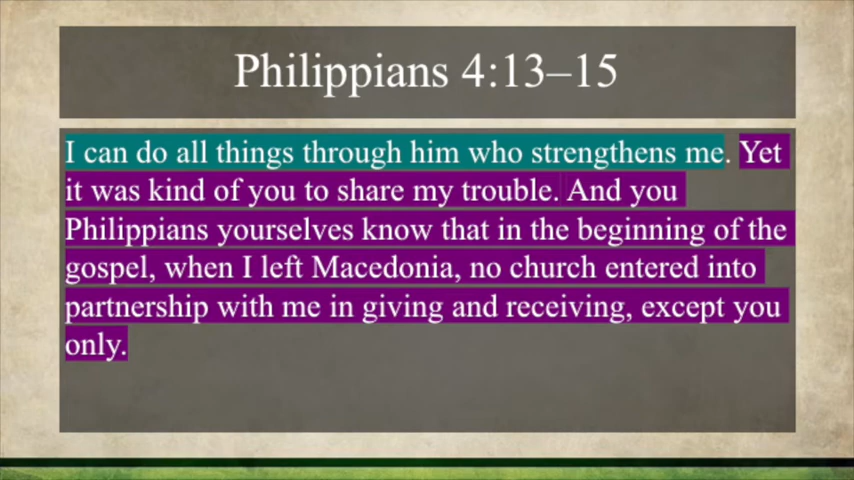 Philippians 4:13–15
I can do all things through him who strengthens me. Yet
it was kind of you to share my trouble. And you
Philippians yourselves know that in the beginning of the
gospel, when I left Macedonia, no church entered into
partnership with me in giving and receiving, except you
only.